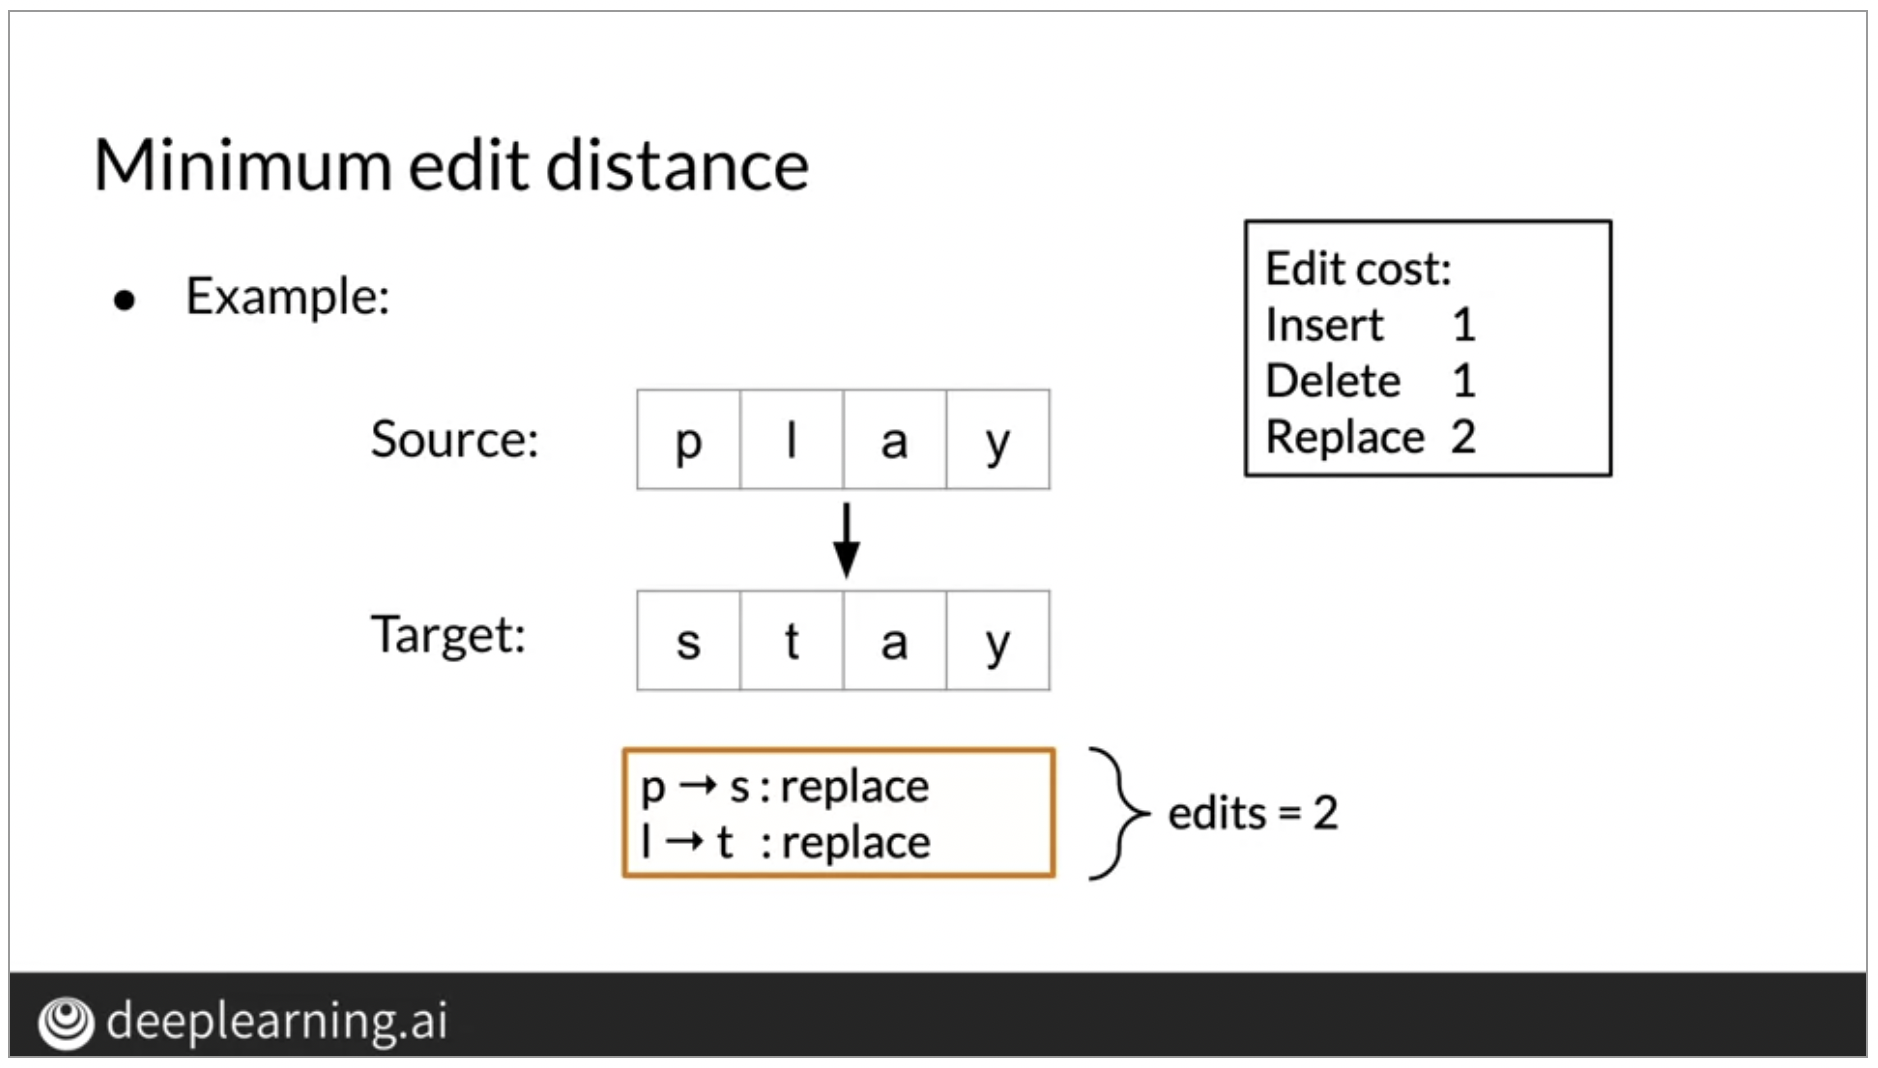 Minimum edit distance
● Example:
Edit cost:
Insert 1
Delete 1
Replace 2
Source: p l a y
Target: s t a y
p → s : replace
l → t : replace
edits = 2
deeplearning.ai